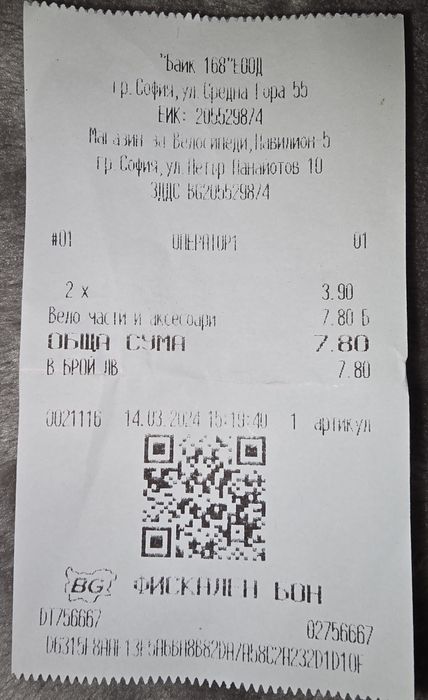 "Байк 168"ЕООД
гр.София,ул.Средна Гора 55
ЕИК: 205529874
Магазин за Велосипеди,Павилион 5
гр.София,ул.Петър Панайотов 10
ЗДДС BG205529874
#01 ОПЕРАТОР1 01
2 x 3.90
Вело части и аксесоари 7.80 Б
ОБЩА СУМА 7.80
В БРОЙ ЛВ 7.80
0021116 14.03.2024 15:19:40 1 артикул
BG ФИСКАЛЕН БОН
DT756667 02756667